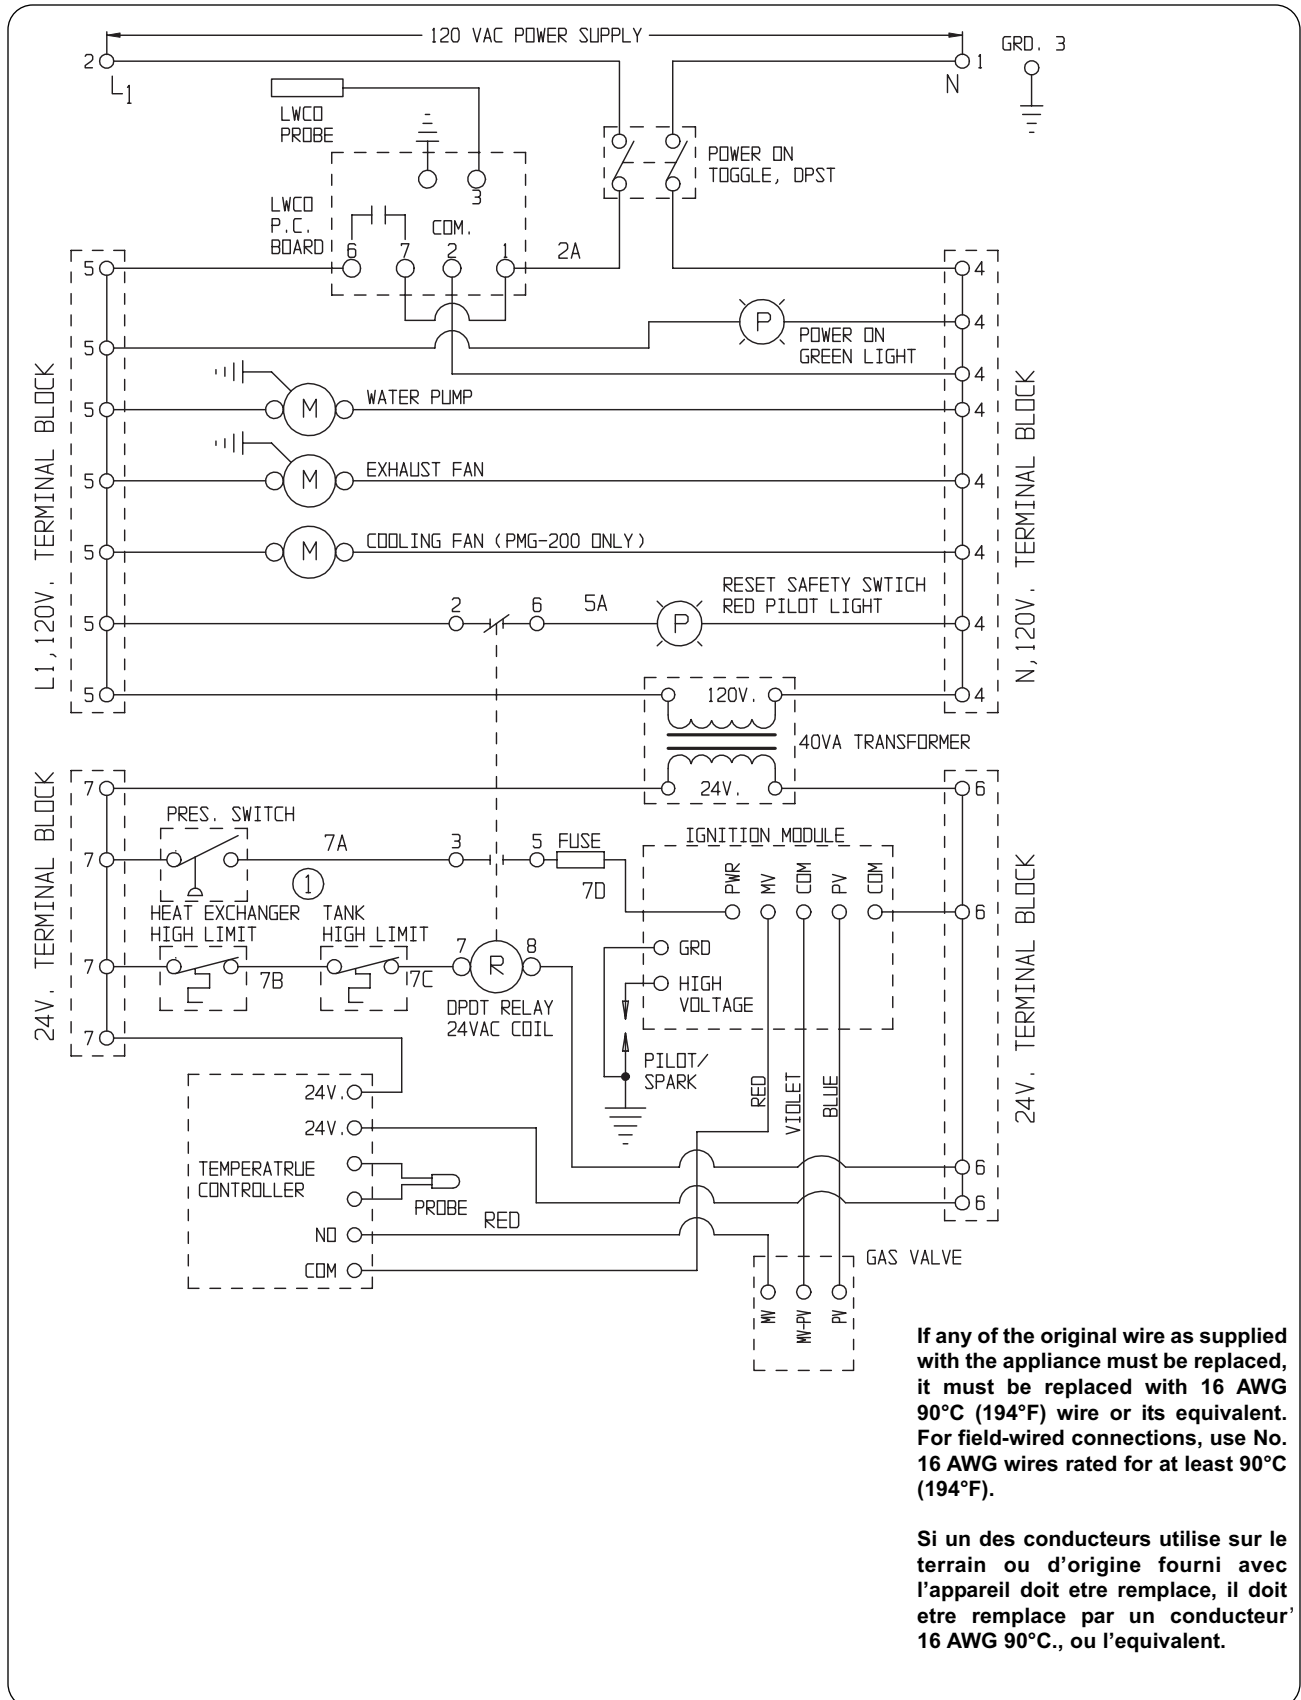 120 VAC POWER SUPPLY
GRD. 3
2
1
L1
N
LWCO
PROBE
POWER ON
TOGGLE, DPST
3
LWCO
P.C.
BOARD
COM.
6 7 2 1
2A
5
4
4
POWER ON
GREEN LIGHT
5
4
WATER PUMP
5
M
4
EXHAUST FAN
5
M
4
COOLING FAN (PMG-200 ONLY)
5
M
4
RESET SAFETY SWTICH
RED PILOT LIGHT
5
2 6 5A
P
4
P
5
120V.
4
L1,120V. TERMINAL BLOCK
N,120V. TERMINAL BLOCK
40VA TRANSFORMER
7
24V.
6
PRES. SWITCH
IGNITION MODULE
7
7A
3 5 FUSE
7D
PWR
MV
COM
PV
COM
6
1
HEAT EXCHANGER
HIGH LIMIT
TANK
HIGH LIMIT
7
7B
7C
7 8
R
GRD
HIGH
VOLTAGE
DPDT RELAY
24VAC COIL
7
24V. TERMINAL BLOCK
24V. TERMINAL BLOCK
PILOT/
SPARK
RED
VIOLET
BLUE
24V.
24V.
TEMPERATRUE
CONTROLLER
PROBE
6
6
NO
RED
COM
GAS VALVE
MV
MV-PV
PV
If any of the original wire as supplied
with the appliance must be replaced,
it must be replaced with 16 AWG
90°C (194°F) wire or its equivalent.
For field-wired connections, use No.
16 AWG wires rated for at least 90°C
(194°F).
Si un des conducteurs utilise sur le
terrain ou d'origine fourni avec
l'appareil doit etre remplace, il doit
etre remplace par un conducteur'
16 AWG 90°C., ou l'equivalent.